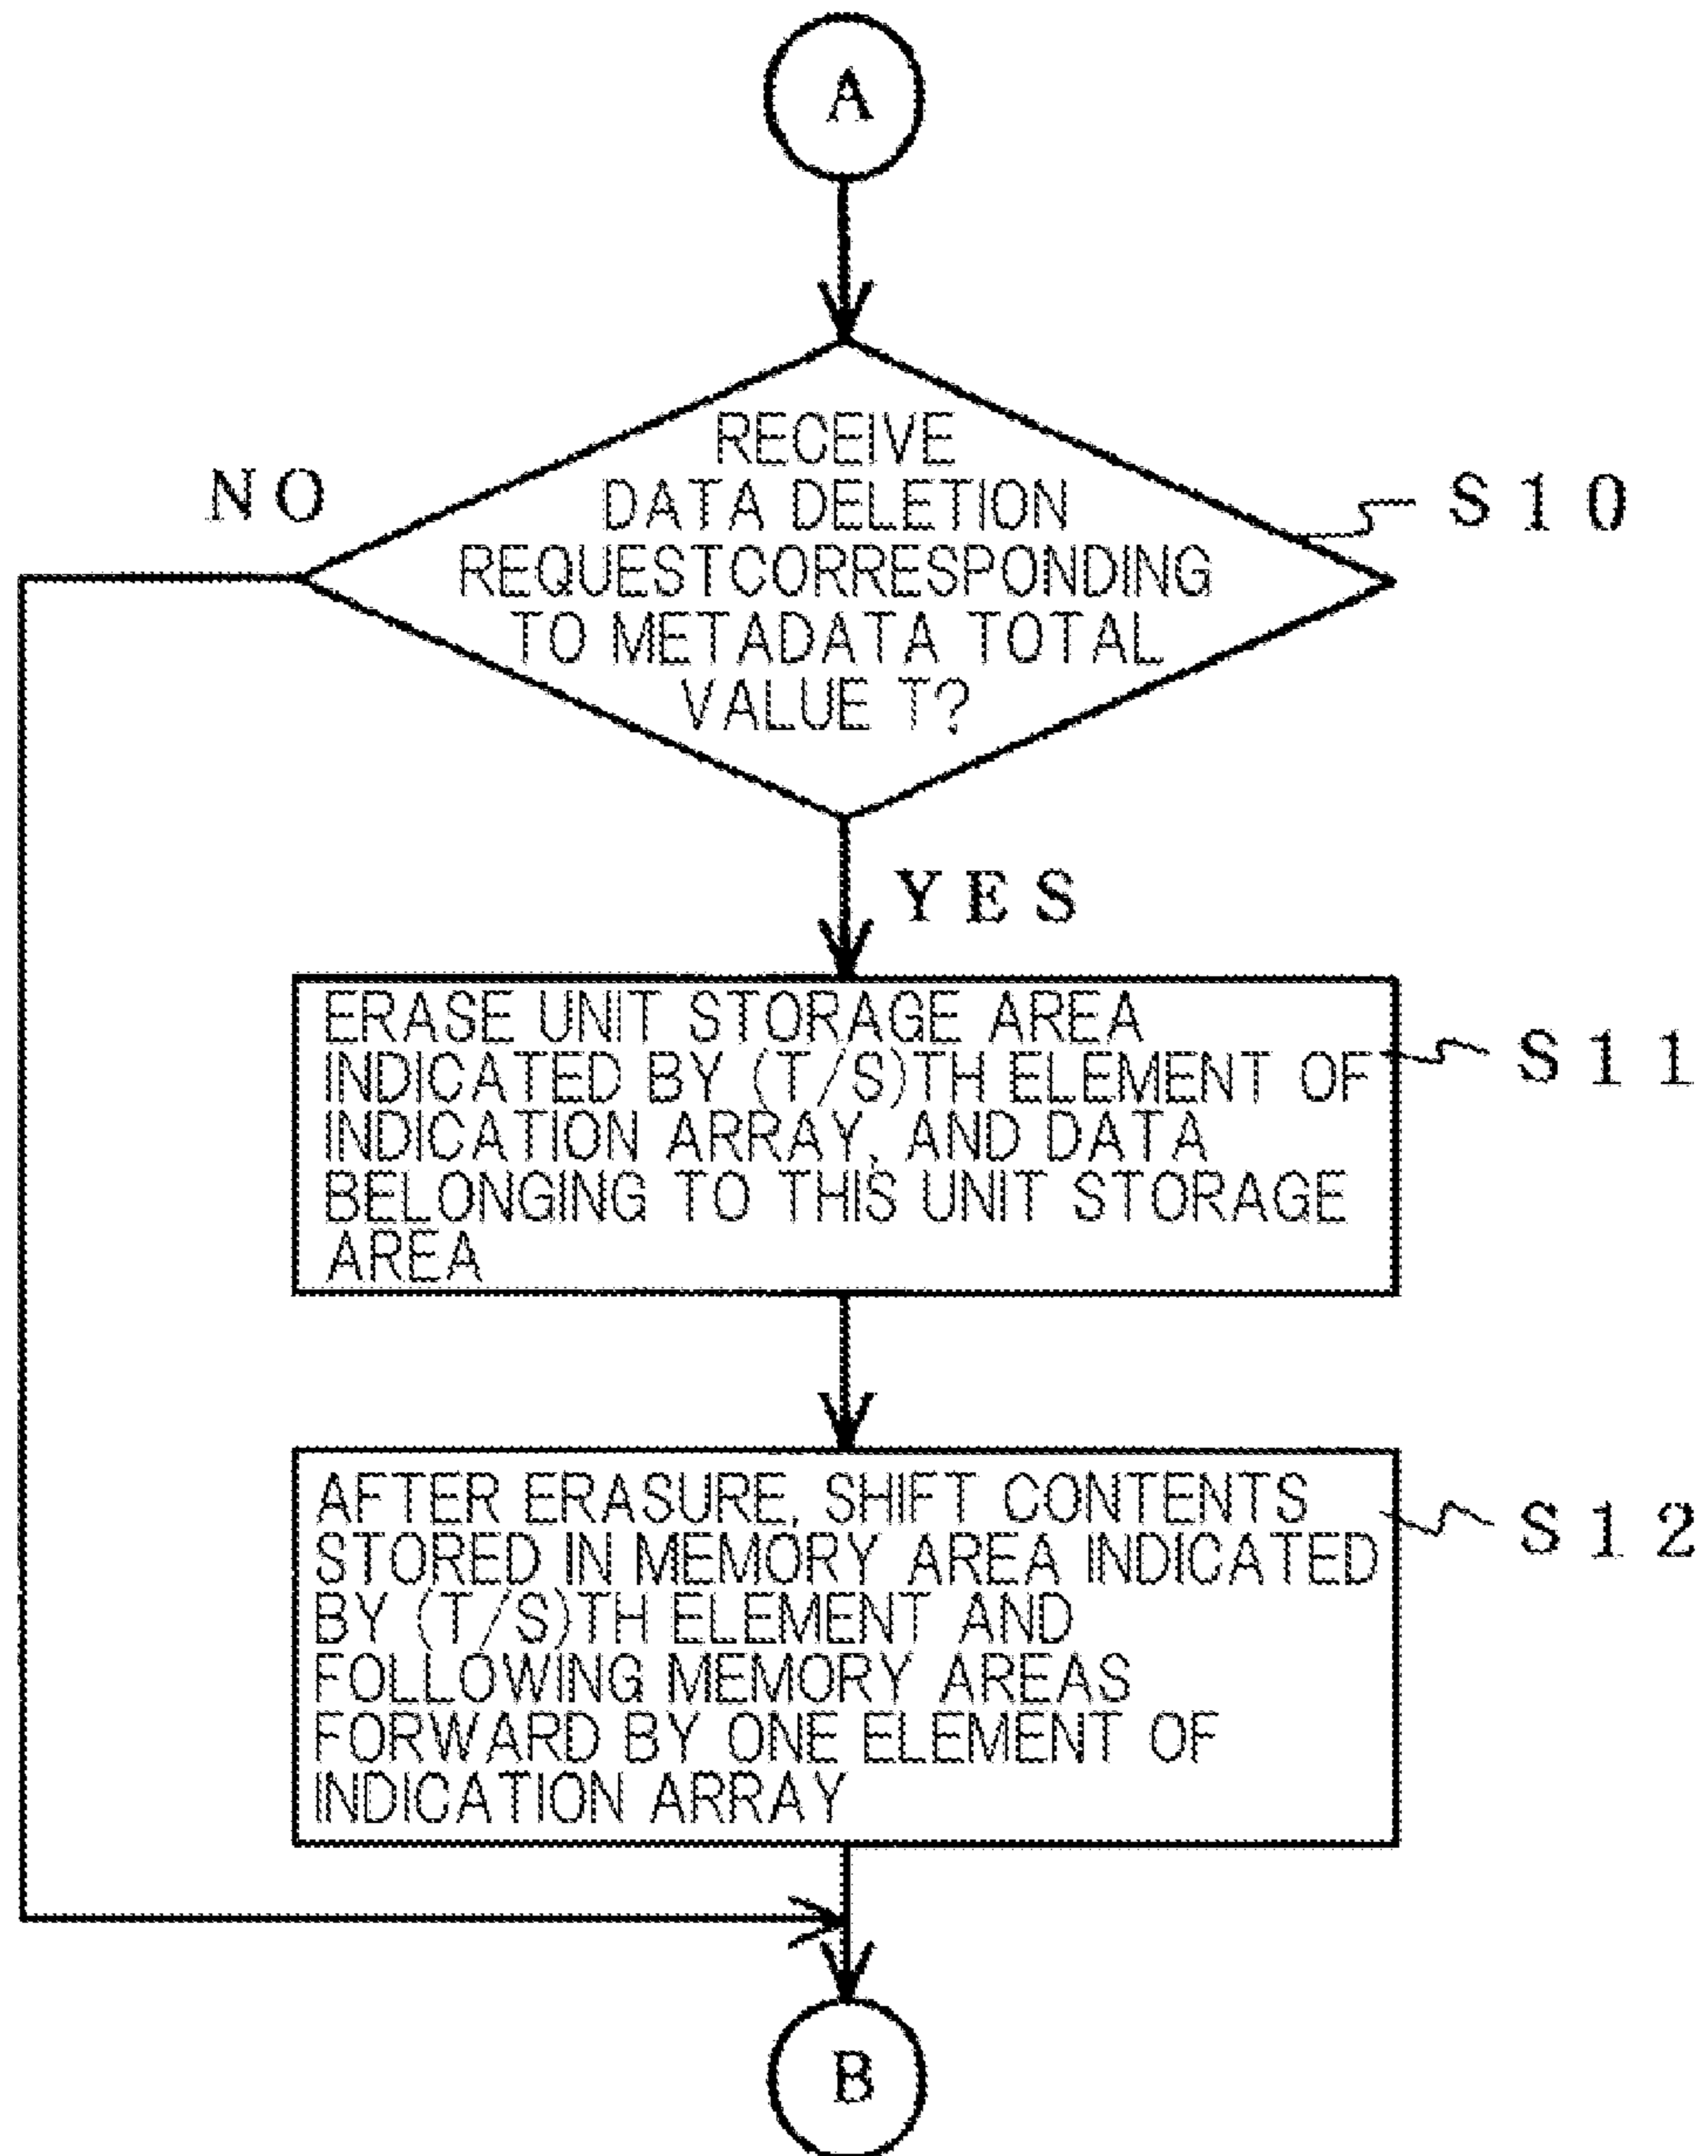 A
RECEIVE
DATA DELETION
REQUESTCORRESPONDING
TO METADATA TOTAL
VALUE T?
NO
S10
YES
ERASE UNIT STORAGE AREA
INDICATED BY (T/S)TH ELEMENT OF
INDICATION ARRAY, AND DATA
BELONGING TO THIS UNIT STORAGE
AREA
S11
AFTER ERASURE, SHIFT CONTENTS
STORED IN MEMORY AREA INDICATED
BY (T/S)TH ELEMENT AND
FOLLOWING MEMORY AREAS
FORWARD BY ONE ELEMENT OF
INDICATION ARRAY
S12
B